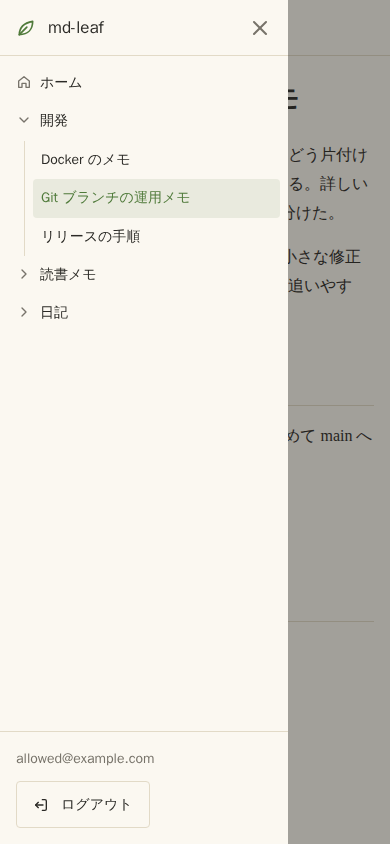 md-leaf
ホーム
開発
Docker のメモ
Git ブランチの運用メモ
リリースの手順
読書メモ
日記
どう片付け
る。詳しい
分けた。
小さな修正
追いやす
めて main へ
allowed@example.com
ログアウト